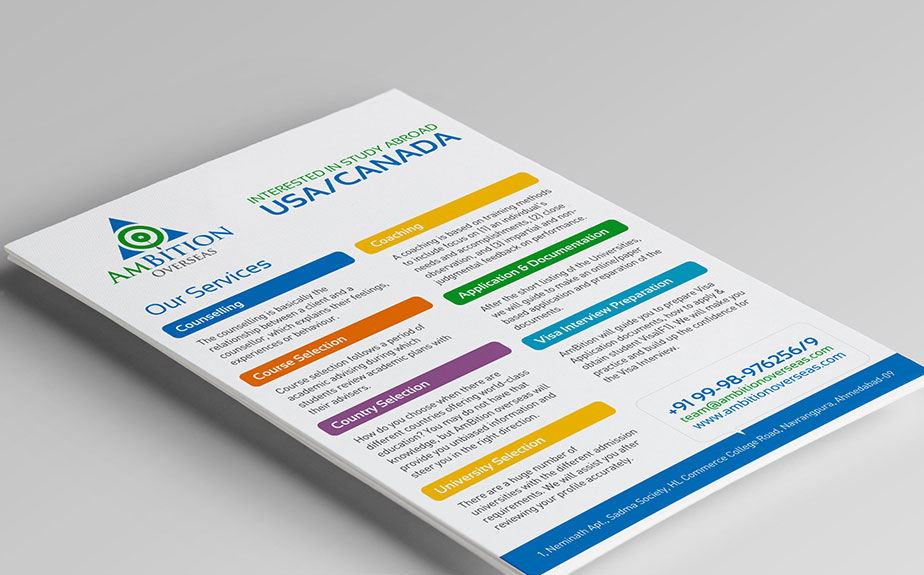 AMBITION
OVERSEAS
INTERESTED IN STUDY ABROAD
USA/CANADA
Our Services
Counselling
The counselling is basically the
relationship between a client and a
counsellor, which explains their feelings,
experiences or behaviour .
Course Selection
Course selection follows a period of
academic advising during which
students review academic plans with
their advisers.
Country Selection
How do you choose when there are
different countries offering world-class
education? You may do not have that
knowledge, but AmBition overseas will
provide you unbiased information and
steer you in the right direction.
University Selection
There are a huge number of
universities with the different admission
requirements. We will assist you after
reviewing your profile accurately.
Coaching
A coaching is based on training methods
to include focus on (1) an individual's
needs and accomplishments, (2) close
observation, and (3) impartial and non-
judgmental feedback on performance.
Application & Documentation
After the short listing of the Universities,
we will guide to make an online/paper
based application and preparation of the
documents.
Visa Interview Preparation
AmBition will guide you to prepare Visa
Application documents, how to apply &
obtain student Visa(F1). We will make you
practice and build up the confidence for
the Visa Interview.
+91 99-98-976256/9
team@ambitionoverseas.com
www.ambitionoverseas.com
1, Neminath Apt., Sadma Society, HL Commerce College Road, Navrangpura, Ahmedabad-09